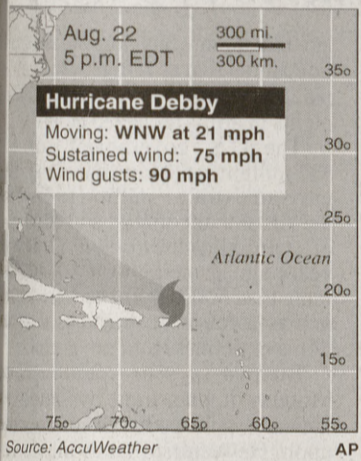 Aug. 22
5 p.m. EDT
300 mi.
300 km.
35o
Hurricane Debby
Moving: WNW at 21 mph
Sustained wind: 75 mph
Wind gusts: 90 mph
30o
25o
Atlantic Ocean
20o
15o
75o 70o 65o 60o 55o
Source: AccuWeather AP